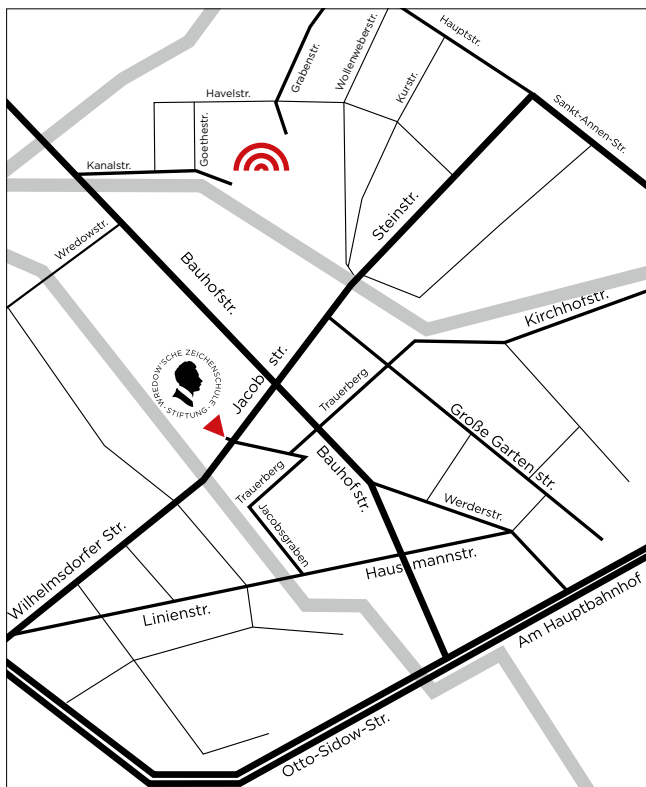 Hauptstr.
Wollenweberstr.
Grabenstr.
Kurstr.
Havelstr.
Sankt-Annen-Str.
Goethestr.
Kanalstr.
Steinstr.
Wredowstr.
Bauhofstr.
Kirchhofstr.
WREDOW'SCHE ZEICHENSCHULE
· STIFTUNG ·
Jacobstr.
Trauerberg
Große Gartenstr.
Bauhofstr.
Trauerberg
Werderstr.
Jacobsgraben
Wilhelmsdorfer Str.
Hausmannstr.
Linienstr.
Am Hauptbahnhof
Otto-Sidow-Str.